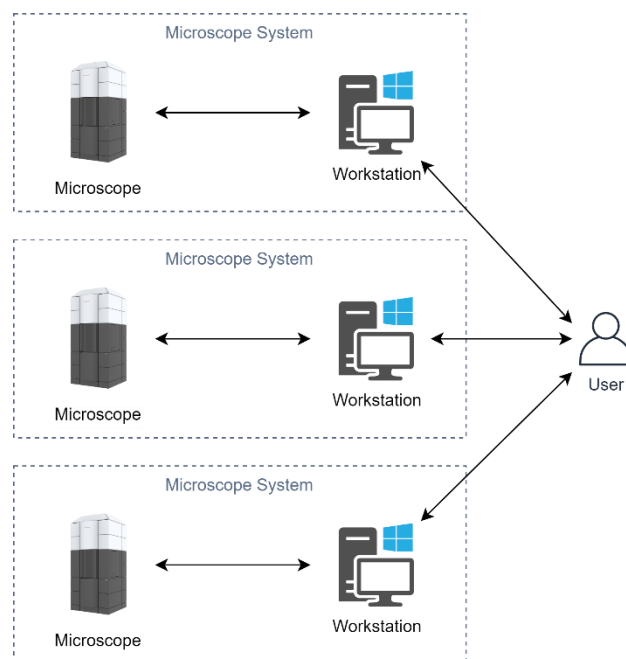 Microscope System
Microscope
Workstation
Microscope System
Microscope
Workstation
User
Microscope System
Microscope
Workstation